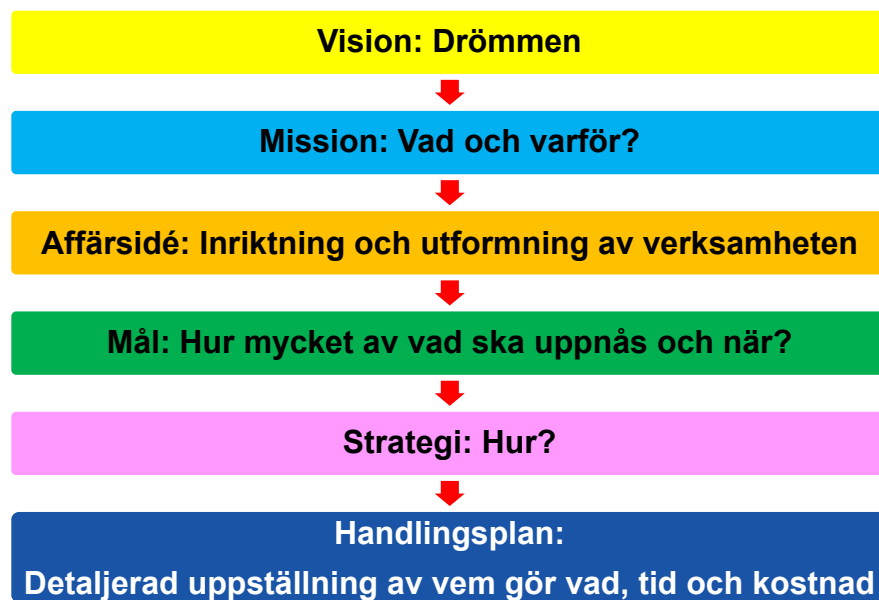 Vision: Drömmen
Mission: Vad och varför?
Affärsidé: Inriktning och utformning av verksamheten
Mål: Hur mycket av vad ska uppnås och när?
Strategi: Hur?
Handlingsplan:
Detaljerad uppställning av vem gör vad, tid och kostnad